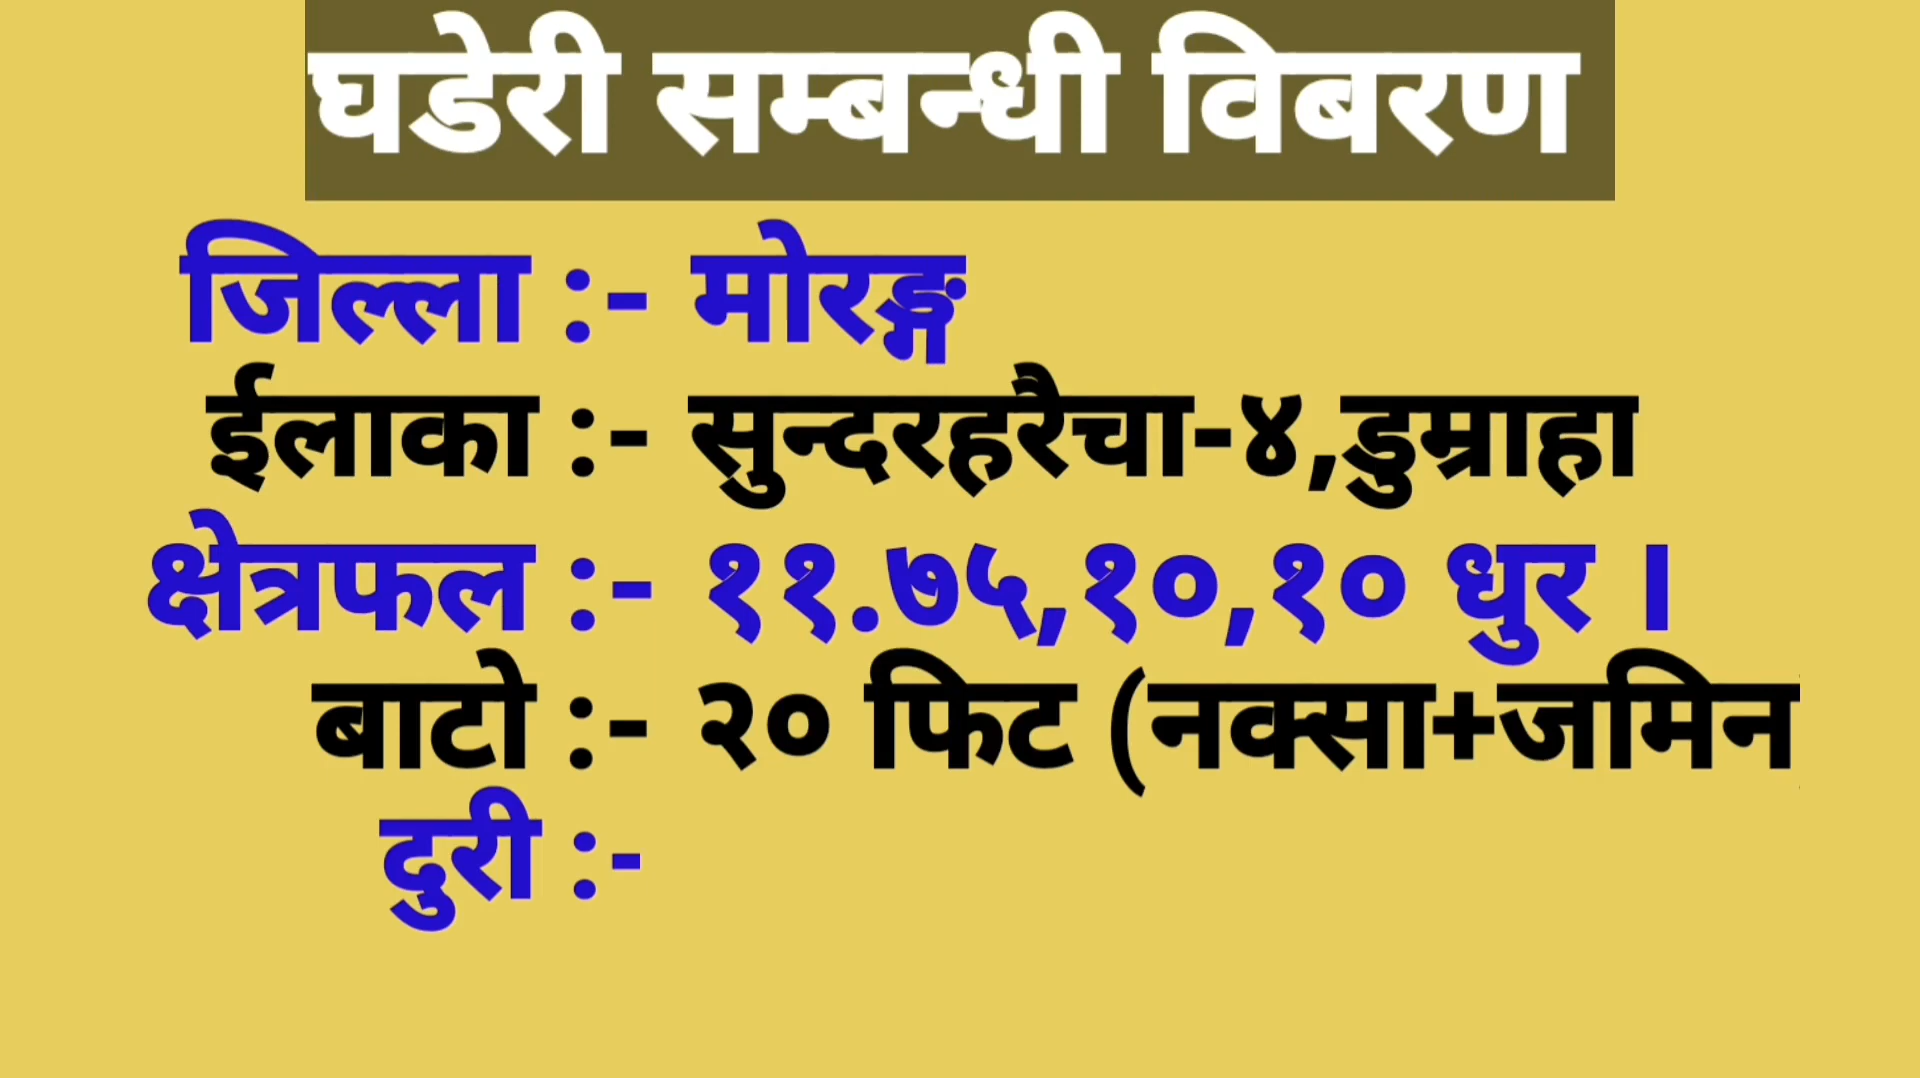 घडेरी सम्बन्धी विबरण
जिल्ला :- मोरङ्ग
ईलाका :- सुन्दरहरैचा-४,डुम्राहा
क्षेत्रफल :- ११.७५,१०,१० धुर ।
बाटो :- २० फिट (नक्सा+जमिन
दुरी :-